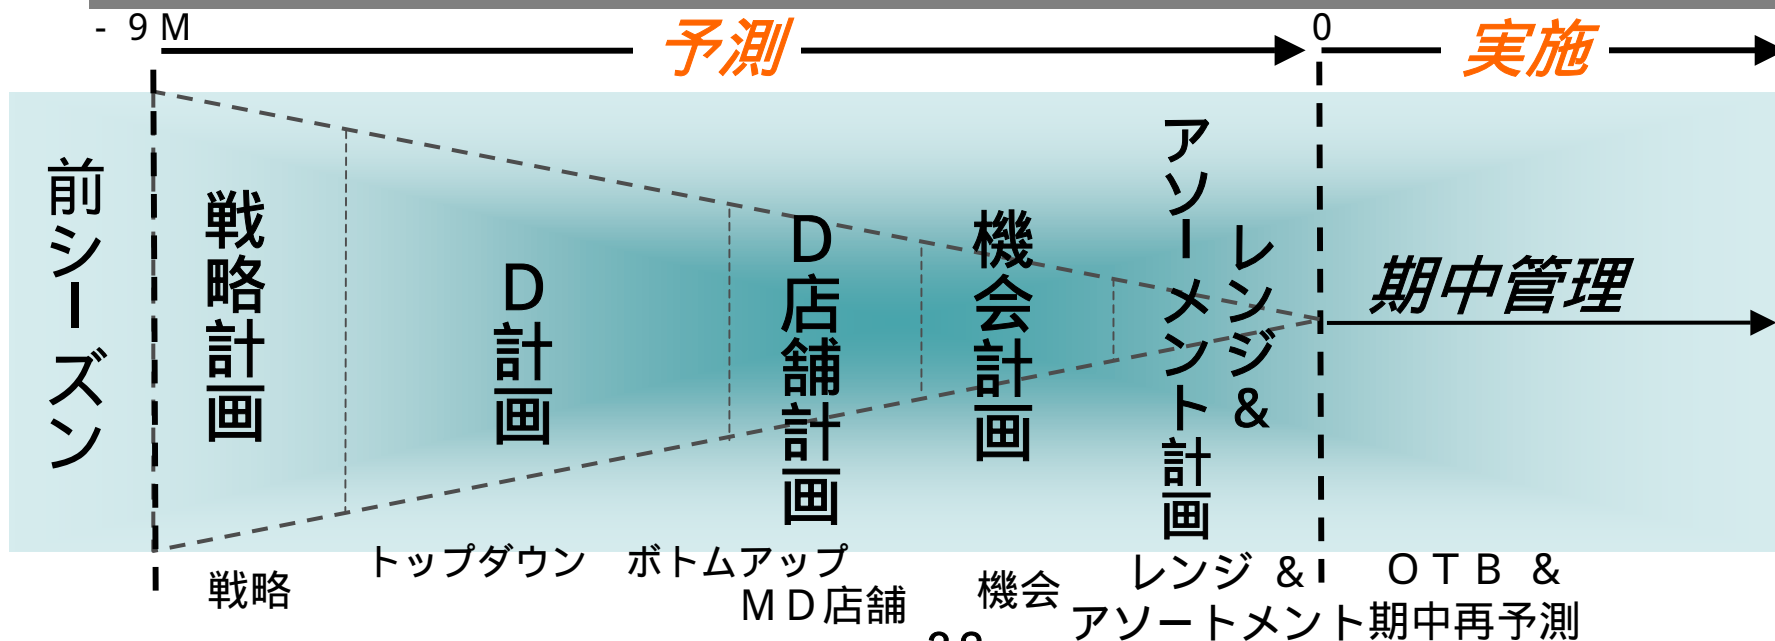 - 9 M
予測
0
実施
前シーズン
戦略計画
D計画
D店舗計画
機会計画
レンジ&
アソートメント計画
期中管理
トップダウン ボトムアップ
戦略
MD店舗
機会
レンジ &
アソートメント
OTB &
期中再予測